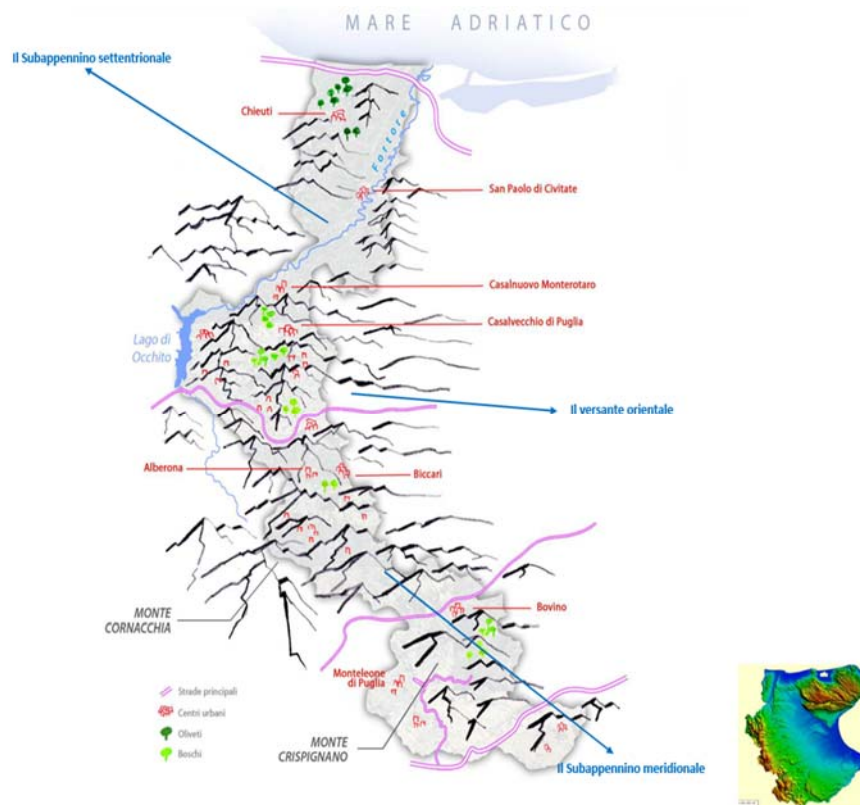 MARE ADRIATICO
Il Subappennino settentrionale
Chieuti
Fortore
San Paolo di Civitate
Casalnuovo Monterotaro
Casalvecchio di Puglia
Lago di
Occhito
Il versante orientale
Alberona
Biccari
MONTE
CORNACCHIA
Bovino
Monteleone
di Puglia
Strade principali
Centri urbani
Oliveti
Boschi
MONTE
CRISPIGNANO
Il Subappennino meridionale